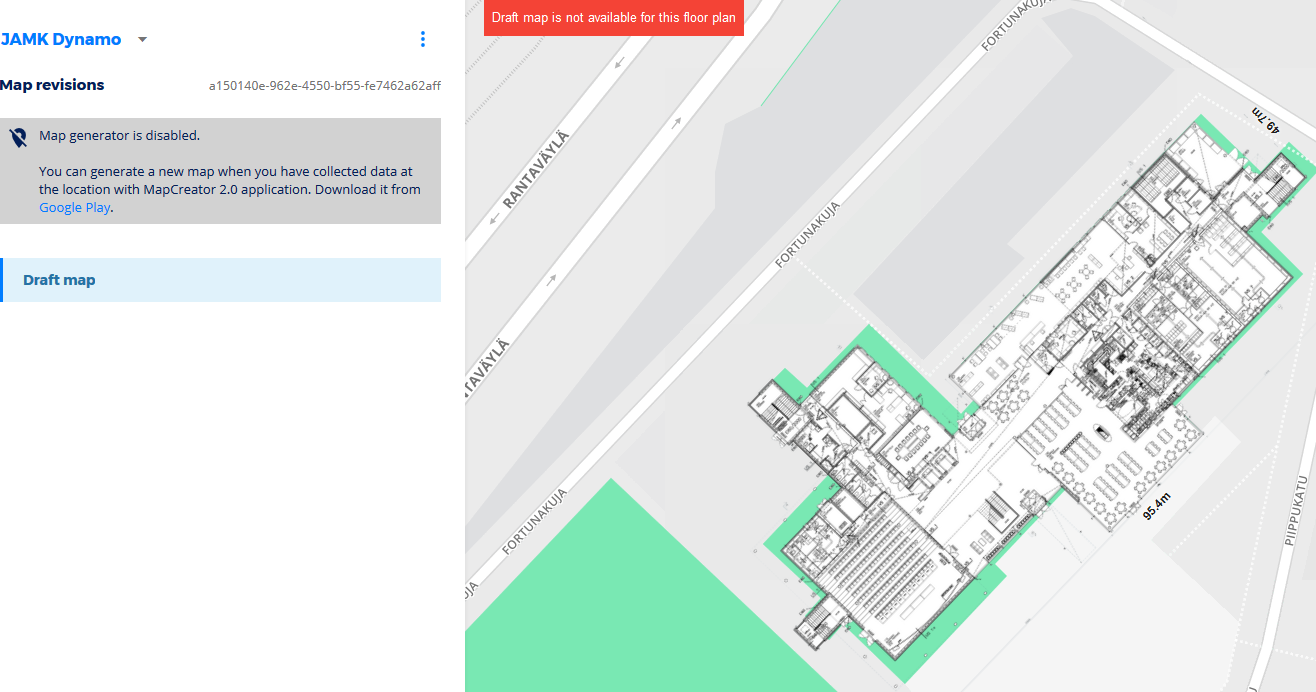 JAMK Dynamo
Map revisions
a150140e-962e-4550-bf55-fe7462a62aff
Map generator is disabled.
You can generate a new map when you have collected data at
the location with MapCreator 2.0 application. Download it from
Google Play.
Draft map
Draft map is not available for this floor plan
FORTUNAKUJA
RANTAVÄYLÄ
49.7m
FORTUNAKUJA
TAVÄYLÄ
95.4m
PIIPPUKATU
FORTUNAKUJA
UJA